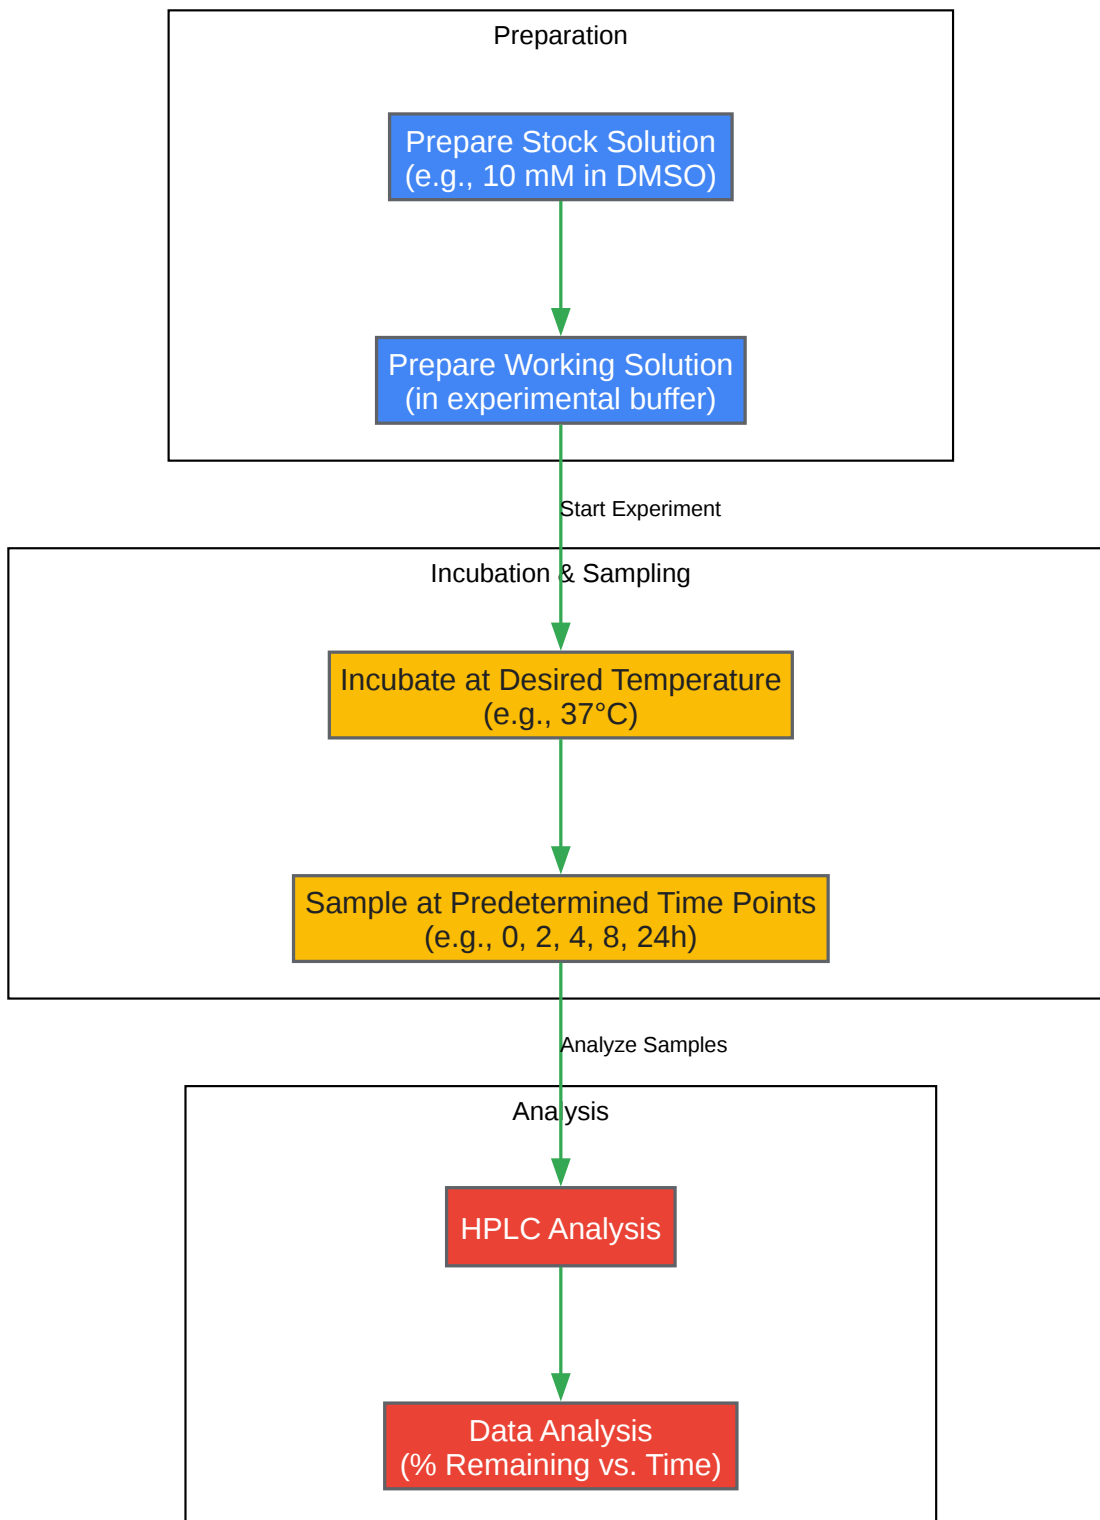 Preparation
Prepare Stock Solution
(e.g., 10 mM in DMSO)
Prepare Working Solution
(in experimental buffer)
Start Experiment
Incubation & Sampling
Incubate at Desired Temperature
(e.g., 37°C)
Sample at Predetermined Time Points
(e.g., 0, 2, 4, 8, 24h)
Analyze Samples
Analysis
HPLC Analysis
Data Analysis
(% Remaining vs. Time)